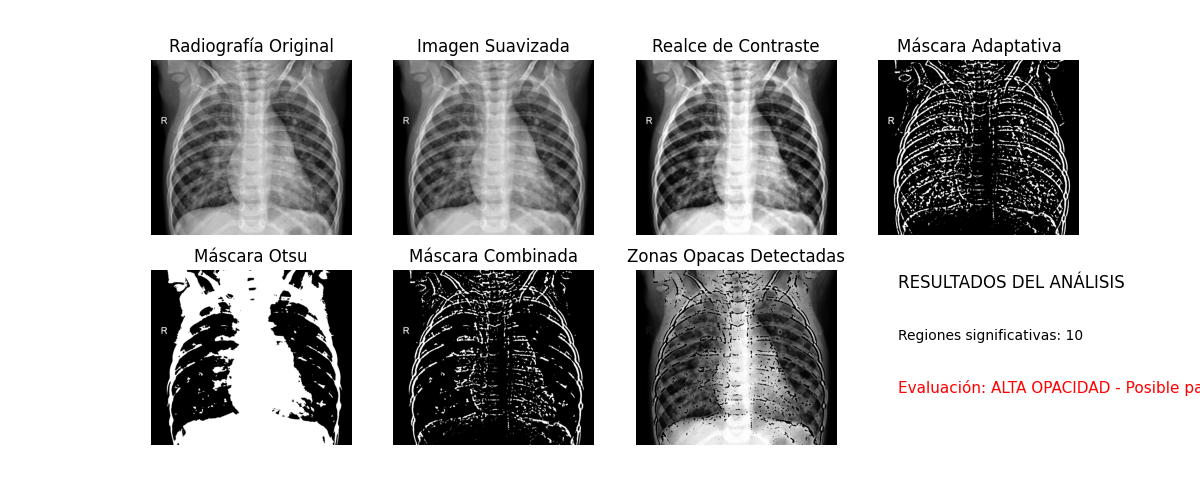 Radiografía Original
Imagen Suavizada
Realce de Contraste
Máscara Adaptativa
R
R
R
R
Máscara Otsu
Máscara Combinada
Zonas Opacas Detectadas
R
R
RESULTADOS DEL ANÁLISIS
Regiones significativas: 10
Evaluación: ALTA OPACIDAD - Posible